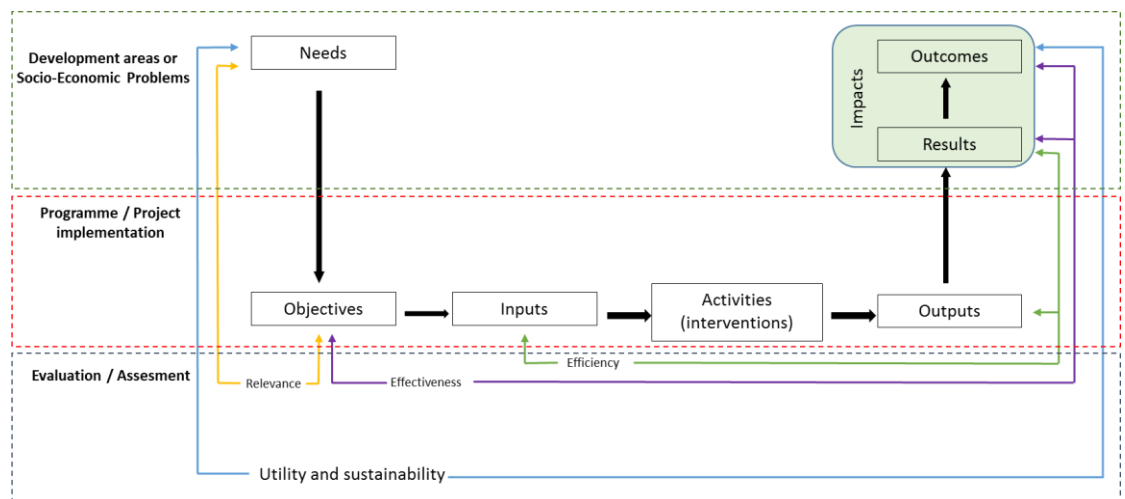 Development areas or
Socio-Economic Problems
Needs
Outcomes
Impacts
Results
Programme / Project
implementation
Objectives
Inputs
Activities
(interventions)
Outputs
Evaluation / Assesment
Efficiency
Relevance
Effectiveness
Utility and sustainability